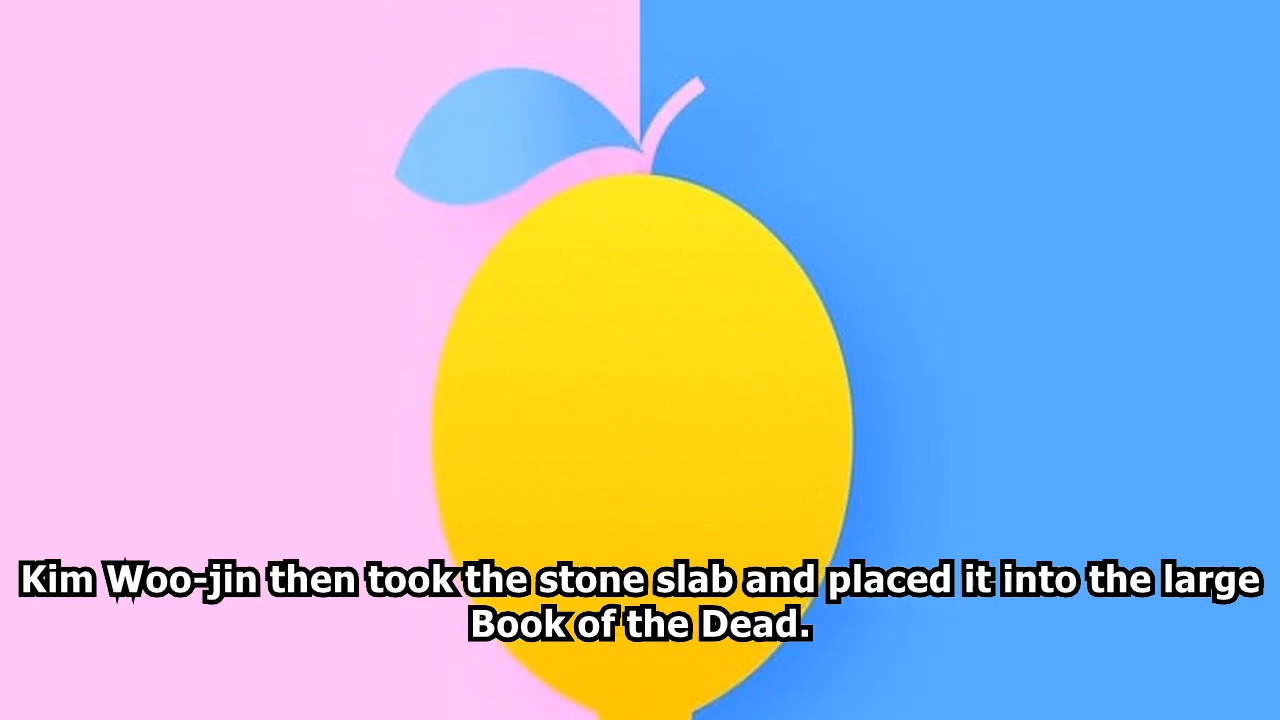 Kim Woo-jin then took the stone slab and placed it into the large
Book of the Dead.